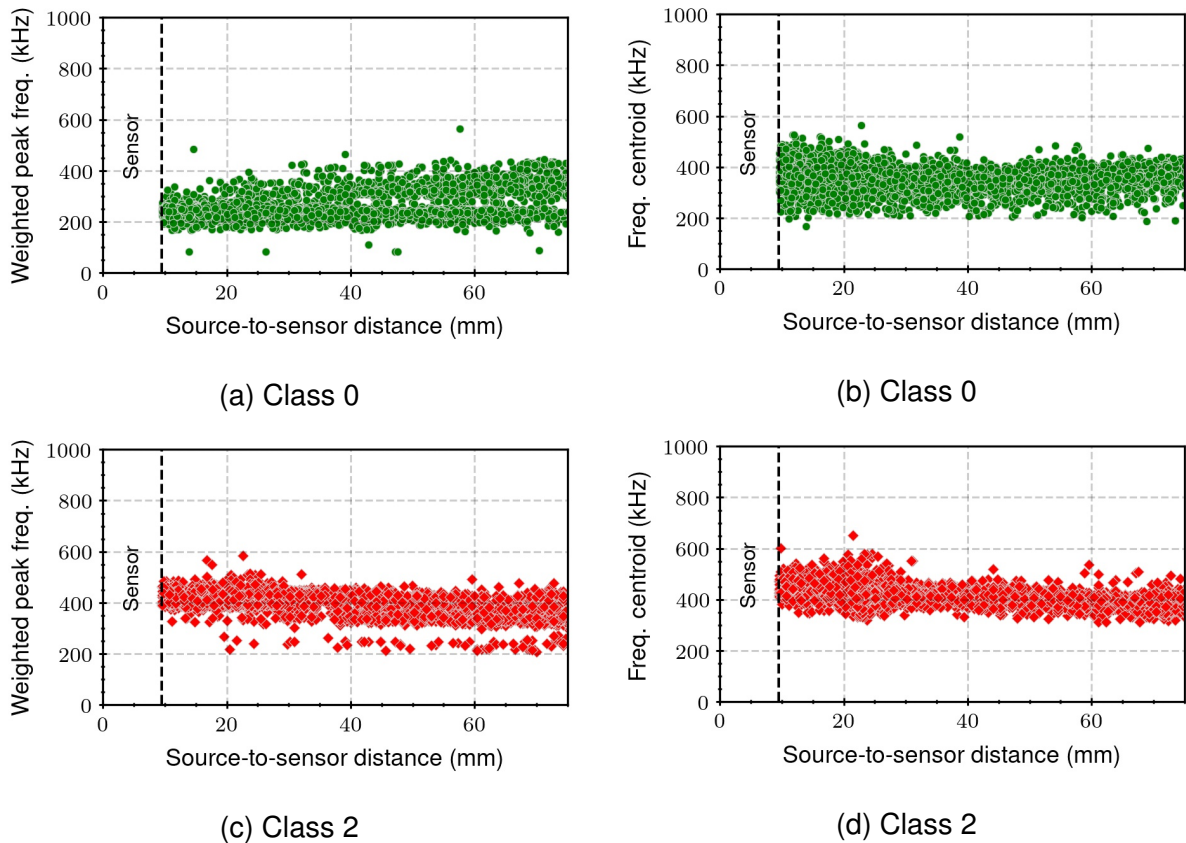 Weighted peak freq. (kHz)
1000
800
600
400
200
0
Sensor
0
20
40
60
Source-to-sensor distance (mm)
(a) Class 0
Freq. centroid (kHz)
1000
800
600
400
200
0
Sensor
0
20
40
60
Source-to-sensor distance (mm)
(b) Class 0
Weighted peak freq. (kHz)
1000
800
600
400
200
0
Sensor
0
20
40
60
Source-to-sensor distance (mm)
(c) Class 2
Freq. centroid (kHz)
1000
800
600
400
200
0
Sensor
0
20
40
60
Source-to-sensor distance (mm)
(d) Class 2